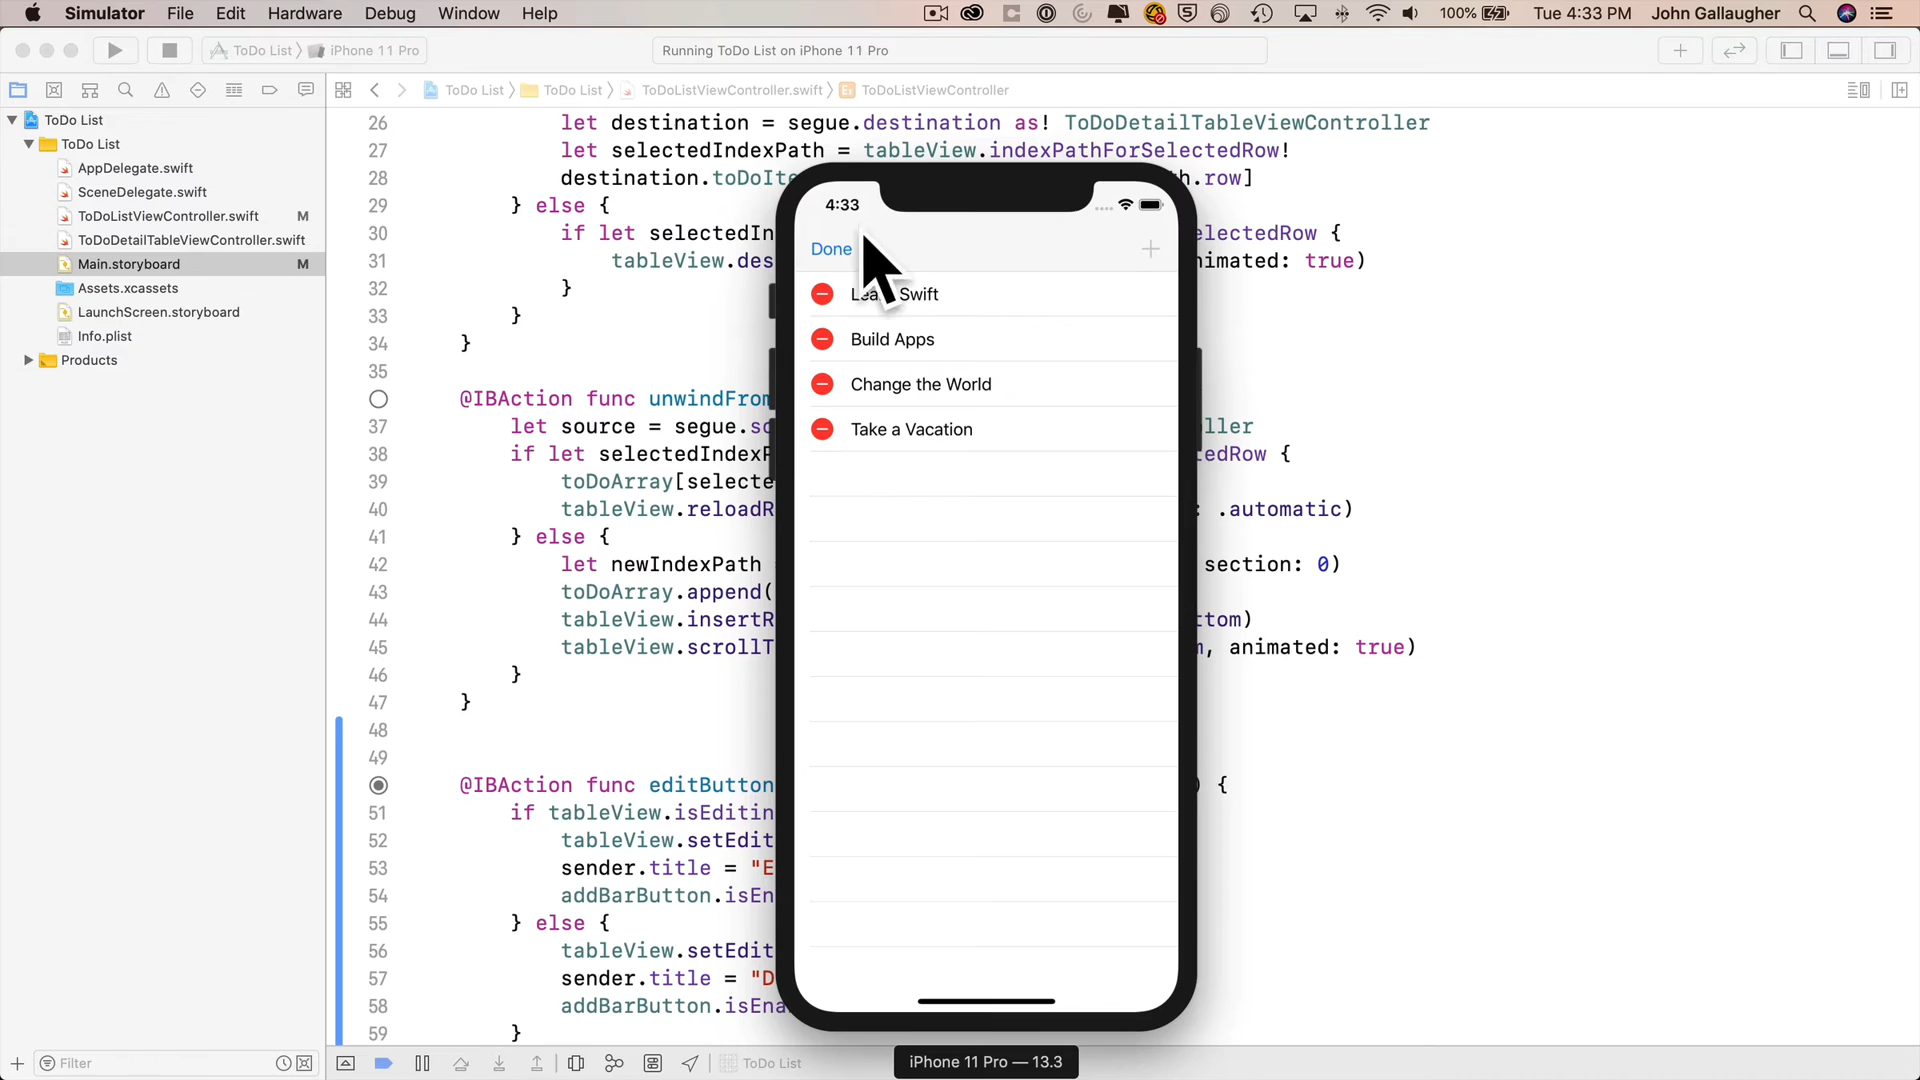 Simulator File Edit Hardware Debug Window Help 100% Tue 4:33 PM John Gallaugher
ToDo List iPhone 11 Pro Running ToDo List on iPhone 11 Pro
ToDo List ToDo List ToDoListViewController.swift ToDoListViewController
ToDo List
ToDo List
AppDelegate.swift
SceneDelegate.swift
ToDoListViewController.swift M
ToDoDetailTableViewController.swift
Main.storyboard M
Assets.xcassets
LaunchScreen.storyboard
Info.plist
Products
Filter
26 let destination = segue.destination as! ToDoDetailTableViewController
27 let selectedIndexPath = tableView.indexPathForSelectedRow!
28 destination.toDoIte h.row]
29 } else {
30 if let selectedIn electedRow {
31 tableView.des nimated: true)
32 }
33 }
34 }
35
@IBAction func unwindFrom
37 let source = segue.so ller
38 if let selectedIndexP edRow {
39 toDoArray[selecte
40 tableView.reloadR : .automatic)
41 } else {
42 let newIndexPath section: 0)
43 toDoArray.append(
44 tableView.insertR ttom)
45 tableView.scrollT , animated: true)
46 }
47 }
48
49
@IBAction func editButton ) {
51 if tableView.isEditin
52 tableView.setEdit
53 sender.title = "E
54 addBarButton.isEn
55 } else {
56 tableView.setEdit
57 sender.title = "D
58 addBarButton.isEna
59 }
4:33
Done
Learn Swift
Build Apps
Change the World
Take a Vacation
ToDo List
iPhone 11 Pro — 13.3